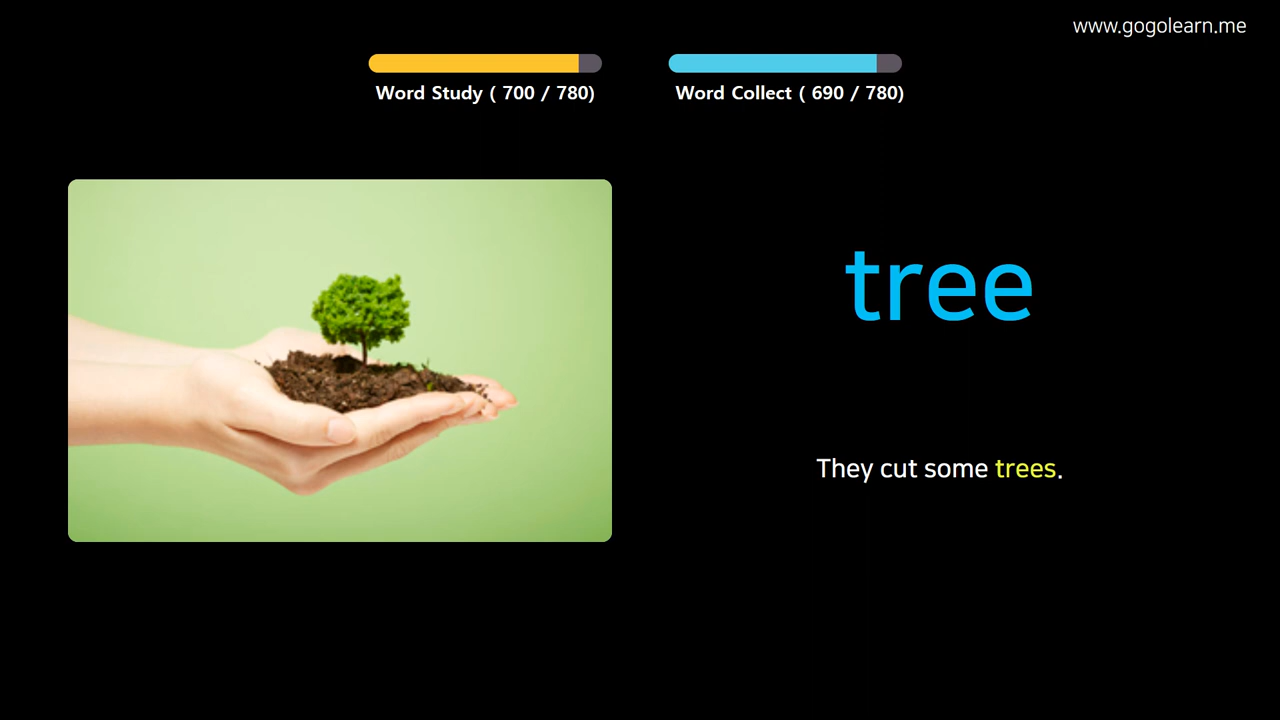 www.gogolearn.me
Word Study ( 700 / 780)
Word Collect ( 690 / 780)
tree
They cut some trees.